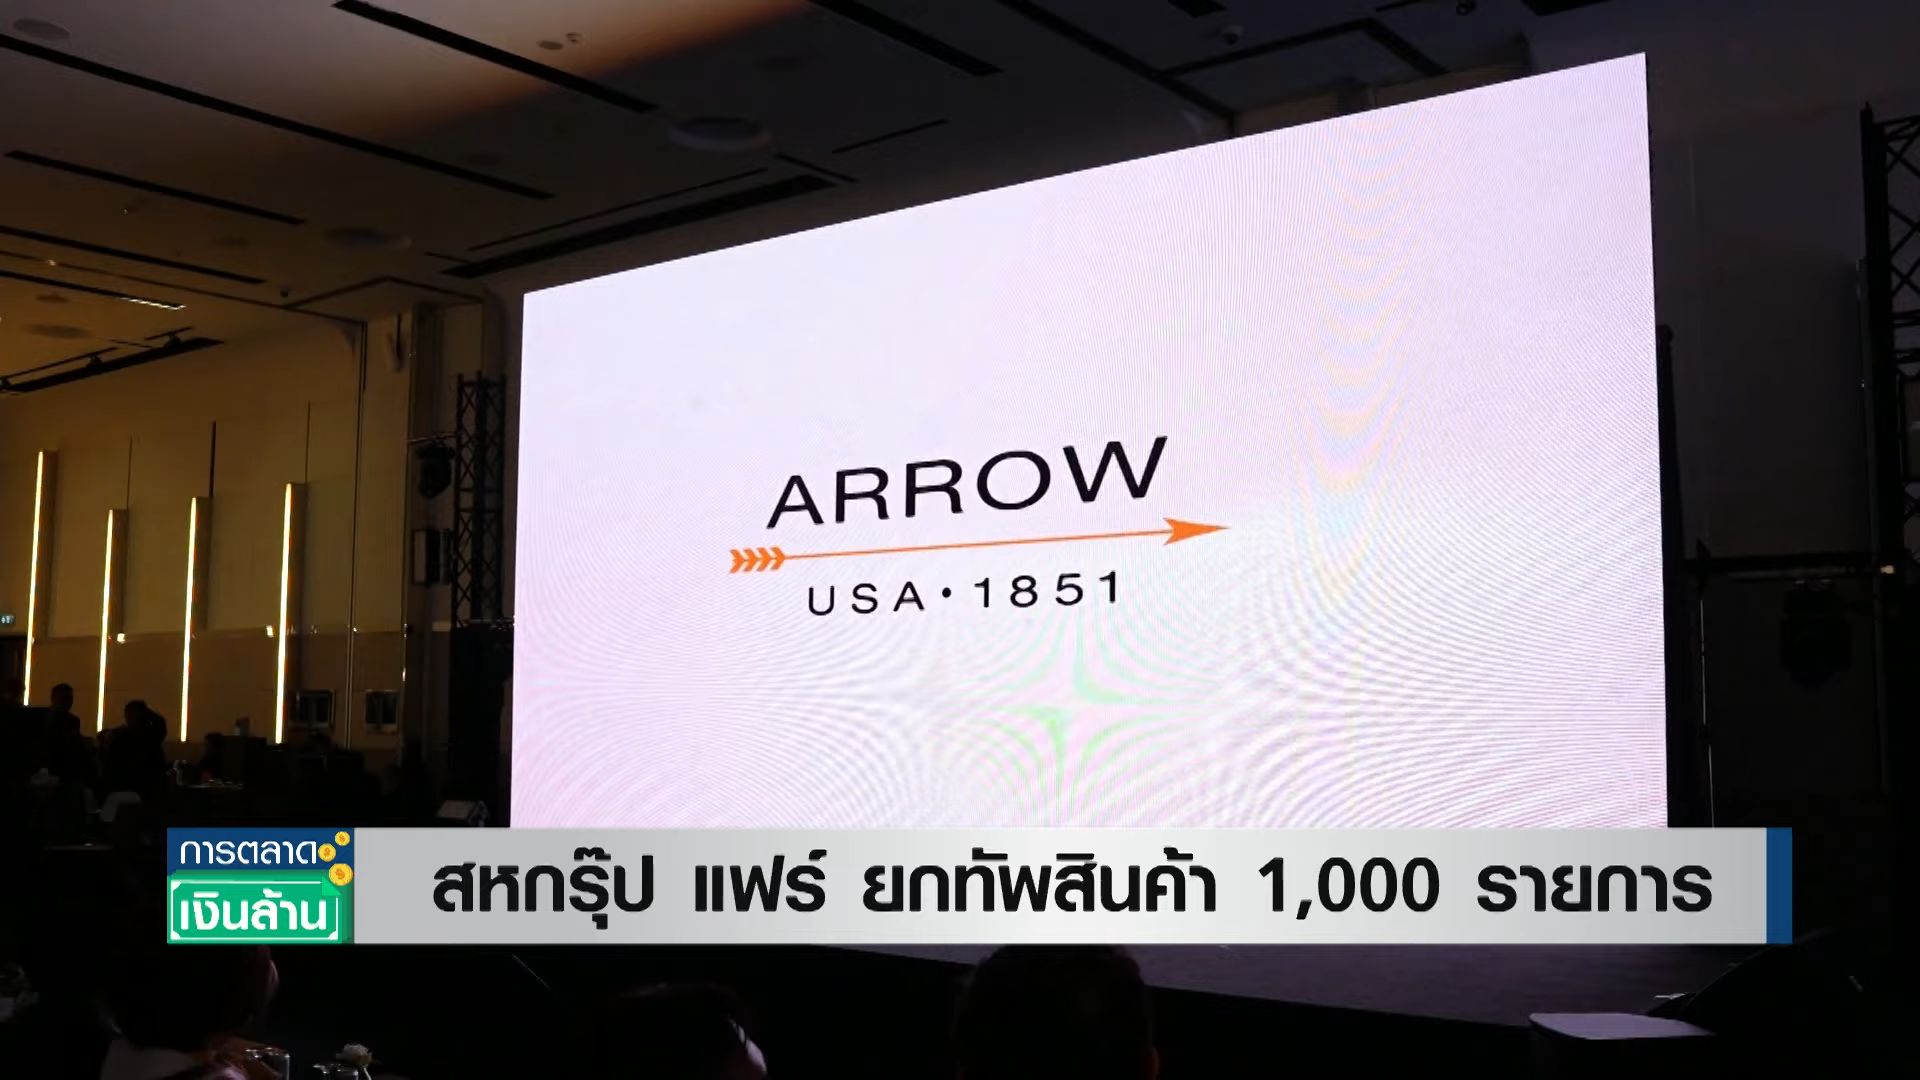 ARROW
USA • 1851
การตลาด
เงินล้าน
สหกรุ๊ป แฟร์ ยกทัพสินค้า 1,000 รายการ